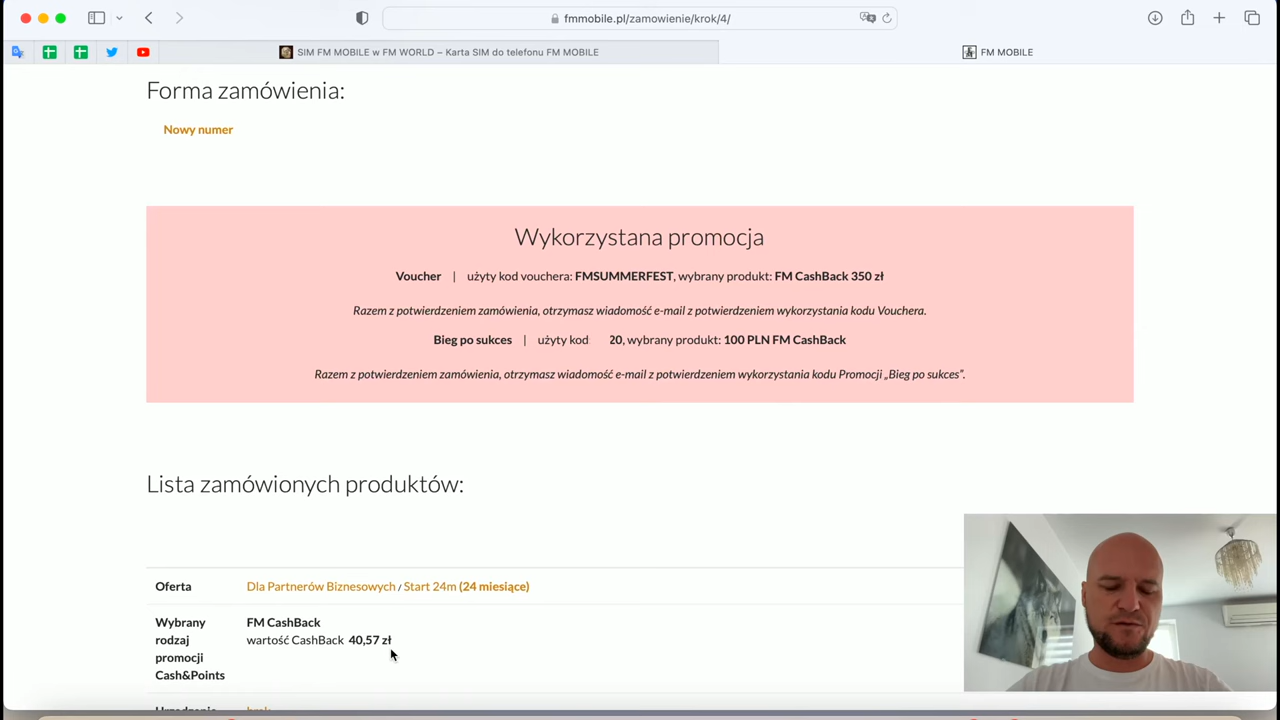 fmmobile.pl/zamowienie/krok/4/
SIM FM MOBILE w FM WORLD – Karta SIM do telefonu FM MOBILE
FM MOBILE
Forma zamówienia:
Nowy numer
Wykorzystana promocja
Voucher | użyty kod vouchera: FMSUMMERFEST, wybrany produkt: FM CashBack 350 zł
Razem z potwierdzeniem zamówienia, otrzymasz wiadomość e-mail z potwierdzeniem wykorzystania kodu Vouchera.
Bieg po sukces | użyty kod 20, wybrany produkt: 100 PLN FM CashBack
Razem z potwierdzeniem zamówienia, otrzymasz wiadomość e-mail z potwierdzeniem wykorzystania kodu Promocji „Bieg po sukces”.
Lista zamówionych produktów:
Oferta Dla Partnerów Biznesowych / Start 24m (24 miesiące)
Wybrany FM CashBack
rodzaj wartość CashBack 40,57 zł
promocji
Cash&Points